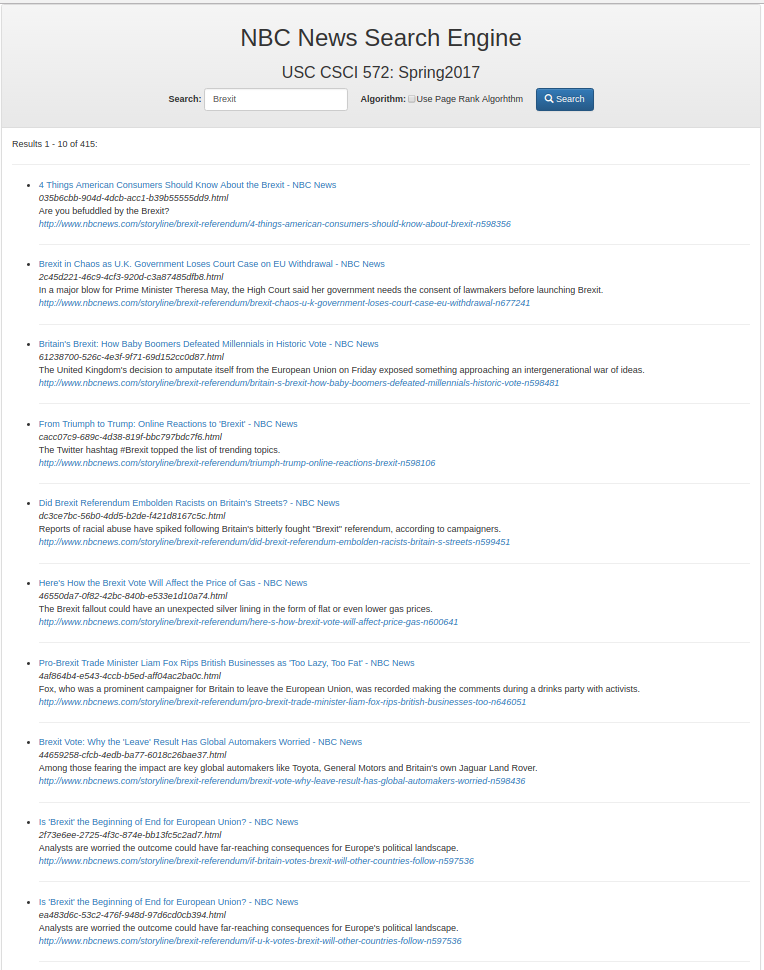 NBC News Search Engine
USC CSCI 572: Spring2017
Search: Brexit Algorithm: Use Page Rank Algorhthm Search
Results 1 - 10 of 415:
4 Things American Consumers Should Know About the Brexit - NBC News
035b6cbb-904d-4dcb-acc1-b39b55555dd9.html
Are you befuddled by the Brexit?
http://www.nbcnews.com/storyline/brexit-referendum/4-things-american-consumers-should-know-about-brexit-n598356
Brexit in Chaos as U.K. Government Loses Court Case on EU Withdrawal - NBC News
2c45d221-46c9-4cf3-920d-c3a87485dfb8.html
In a major blow for Prime Minister Theresa May, the High Court said her government needs the consent of lawmakers before launching Brexit.
http://www.nbcnews.com/storyline/brexit-referendum/brexit-chaos-u-k-government-loses-court-case-eu-withdrawal-n677241
Britain's Brexit: How Baby Boomers Defeated Millennials in Historic Vote - NBC News
61238700-526c-4e3f-9f71-69d152cc0d87.html
The United Kingdom's decision to amputate itself from the European Union on Friday exposed something approaching an intergenerational war of ideas.
http://www.nbcnews.com/storyline/brexit-referendum/britain-s-brexit-how-baby-boomers-defeated-millennials-historic-vote-n598481
From Triumph to Trump: Online Reactions to 'Brexit' - NBC News
cacc07c9-689c-4d38-819f-bbc797bdc7f6.html
The Twitter hashtag #Brexit topped the list of trending topics.
http://www.nbcnews.com/storyline/brexit-referendum/triumph-trump-online-reactions-brexit-n598106
Did Brexit Referendum Embolden Racists on Britain's Streets? - NBC News
dc3ce7bc-56b0-4dd5-b2de-f421d8167c5c.html
Reports of racial abuse have spiked following Britain's bitterly fought "Brexit" referendum, according to campaigners.
http://www.nbcnews.com/storyline/brexit-referendum/did-brexit-referendum-embolden-racists-britain-s-streets-n599451
Here's How the Brexit Vote Will Affect the Price of Gas - NBC News
46550da7-0f82-42bc-840b-e533e1d10a74.html
The Brexit fallout could have an unexpected silver lining in the form of flat or even lower gas prices.
http://www.nbcnews.com/storyline/brexit-referendum/here-s-how-brexit-vote-will-affect-price-gas-n600641
Pro-Brexit Trade Minister Liam Fox Rips British Businesses as 'Too Lazy, Too Fat' - NBC News
4af864b4-e543-4ccb-b5ed-aff04ac2ba0c.html
Fox, who was a prominent campaigner for Britain to leave the European Union, was recorded making the comments during a drinks party with activists.
http://www.nbcnews.com/storyline/brexit-referendum/pro-brexit-trade-minister-liam-fox-rips-british-businesses-too-n646051
Brexit Vote: Why the 'Leave' Result Has Global Automakers Worried - NBC News
44659258-cfcb-4edb-ba77-6018c26bae37.html
Among those fearing the impact are key global automakers like Toyota, General Motors and Britain's own Jaguar Land Rover.
http://www.nbcnews.com/storyline/brexit-referendum/brexit-vote-why-leave-result-has-global-automakers-worried-n598436
Is 'Brexit' the Beginning of End for European Union? - NBC News
2f73e6ee-2725-4f3c-874e-bb13fc5c2ad7.html
Analysts are worried the outcome could have far-reaching consequences for Europe's political landscape.
http://www.nbcnews.com/storyline/brexit-referendum/if-britain-votes-brexit-will-other-countries-follow-n597536
Is 'Brexit' the Beginning of End for European Union? - NBC News
ea483d6c-53c2-476f-948d-97d6cd0cb394.html
Analysts are worried the outcome could have far-reaching consequences for Europe's political landscape.
http://www.nbcnews.com/storyline/brexit-referendum/if-u-k-votes-brexit-will-other-countries-follow-n597536